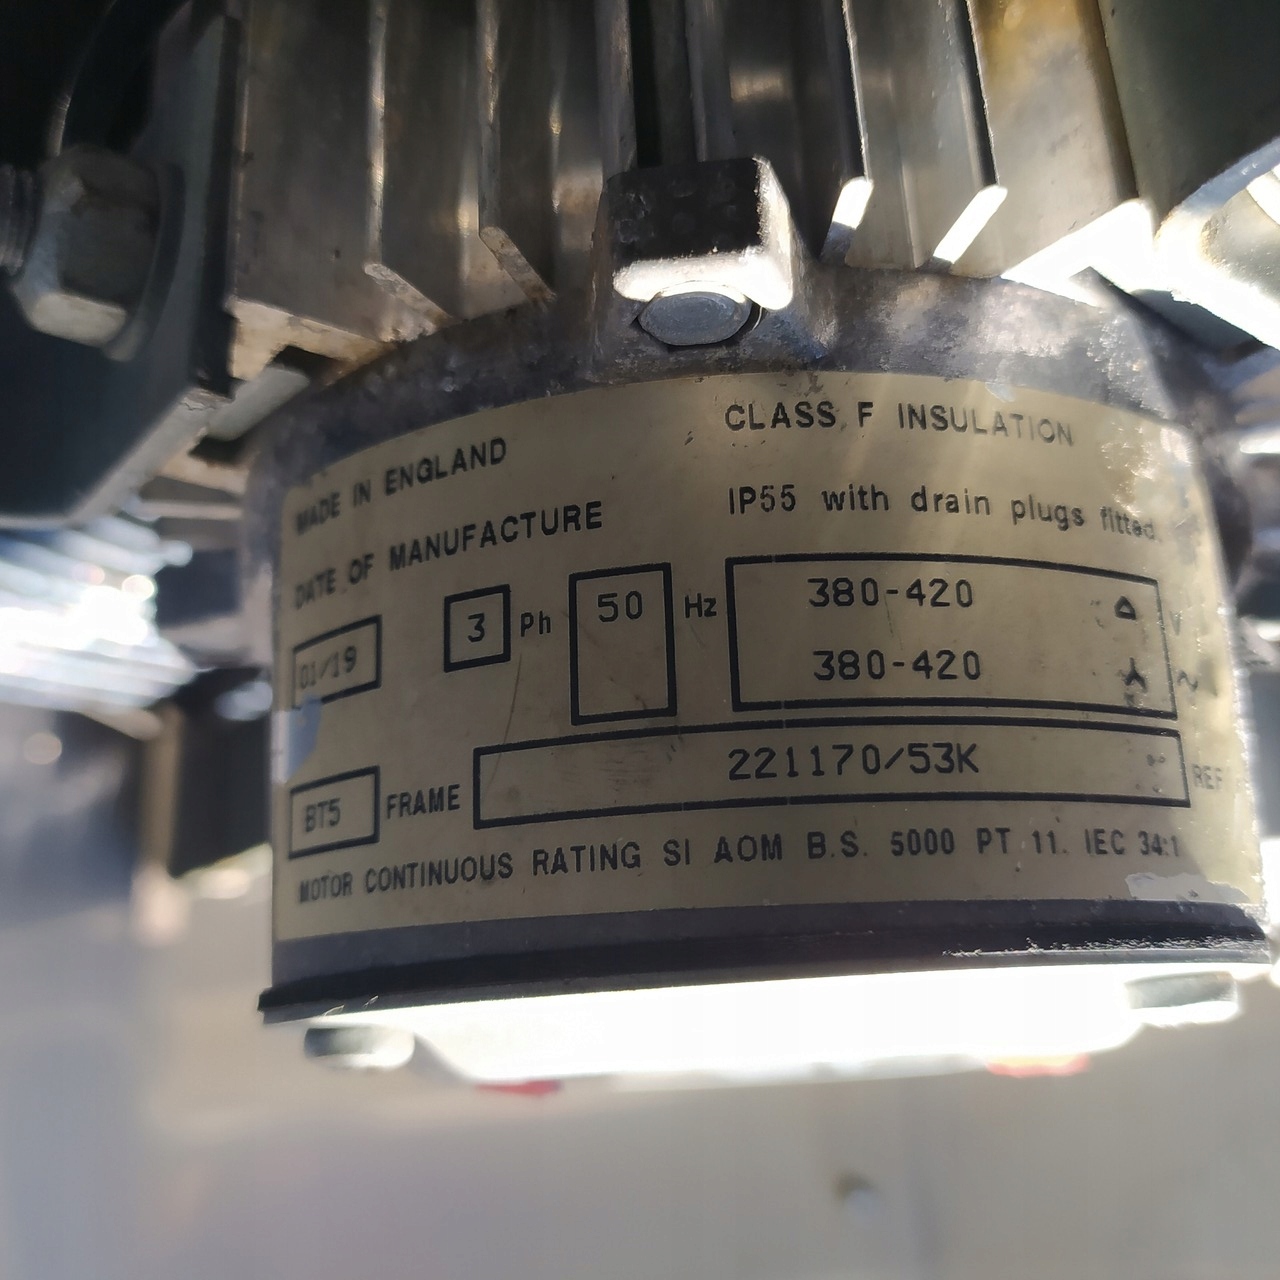 CLASS F INSULATION
MADE IN ENGLAND
IP55 with drain plugs fitted.
DATE OF MANUFACTURE
01/19
3 Ph 50 Hz
380-420 Δ V
380-420 ⅄ ~
221170/53K REF
BT5 FRAME
MOTOR CONTINUOUS RATING SI AOM B.S. 5000 PT 11. IEC 34:1